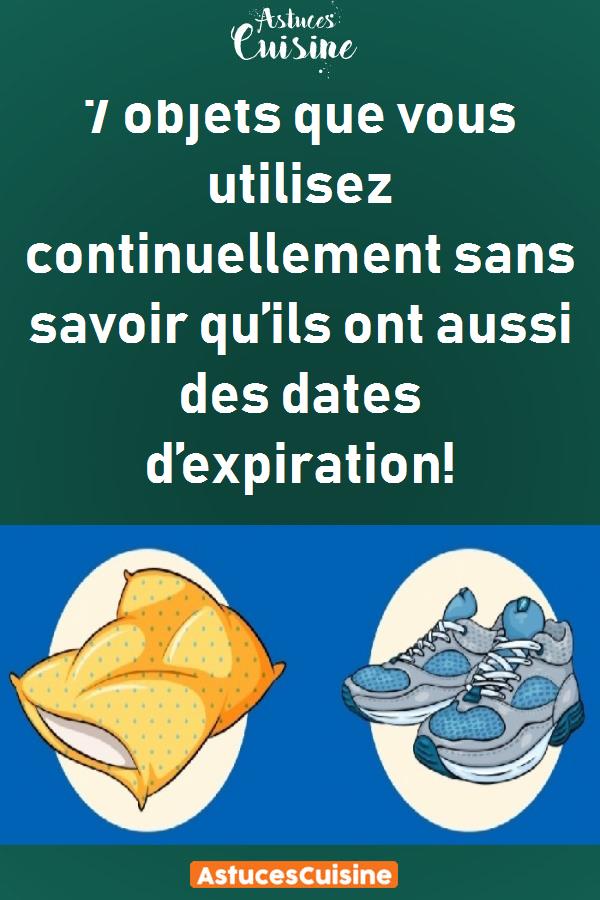 Astuces
Cuisine
7 objets que vous
utilisez
continuellement sans
savoir qu’ils ont aussi
des dates
d’expiration!
AstucesCuisine